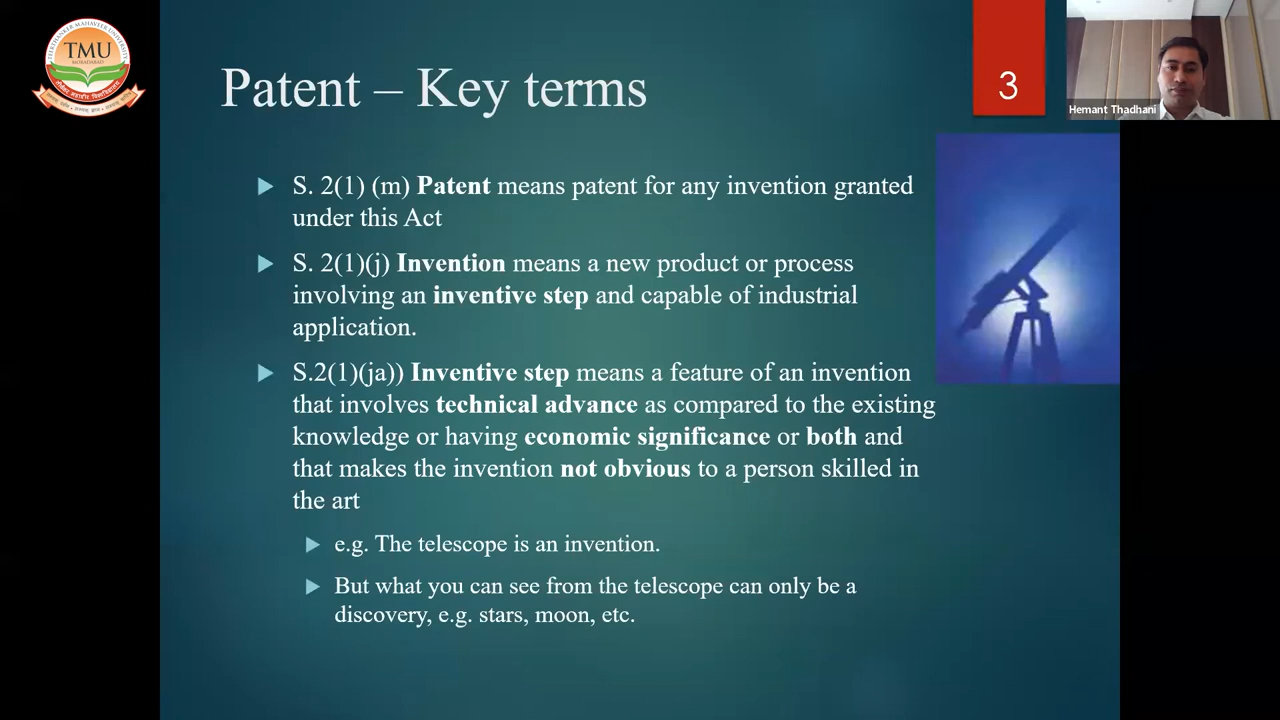 TEERTHANKER MAHAVEER UNIVERSITY
TMU
MORADABAD
Patent – Key terms
3
Hemant Thadhani
S. 2(1) (m) Patent means patent for any invention granted
under this Act
S. 2(1)(j) Invention means a new product or process
involving an inventive step and capable of industrial
application.
S.2(1)(ja)) Inventive step means a feature of an invention
that involves technical advance as compared to the existing
knowledge or having economic significance or both and
that makes the invention not obvious to a person skilled in
the art
e.g. The telescope is an invention.
But what you can see from the telescope can only be a
discovery, e.g. stars, moon, etc.